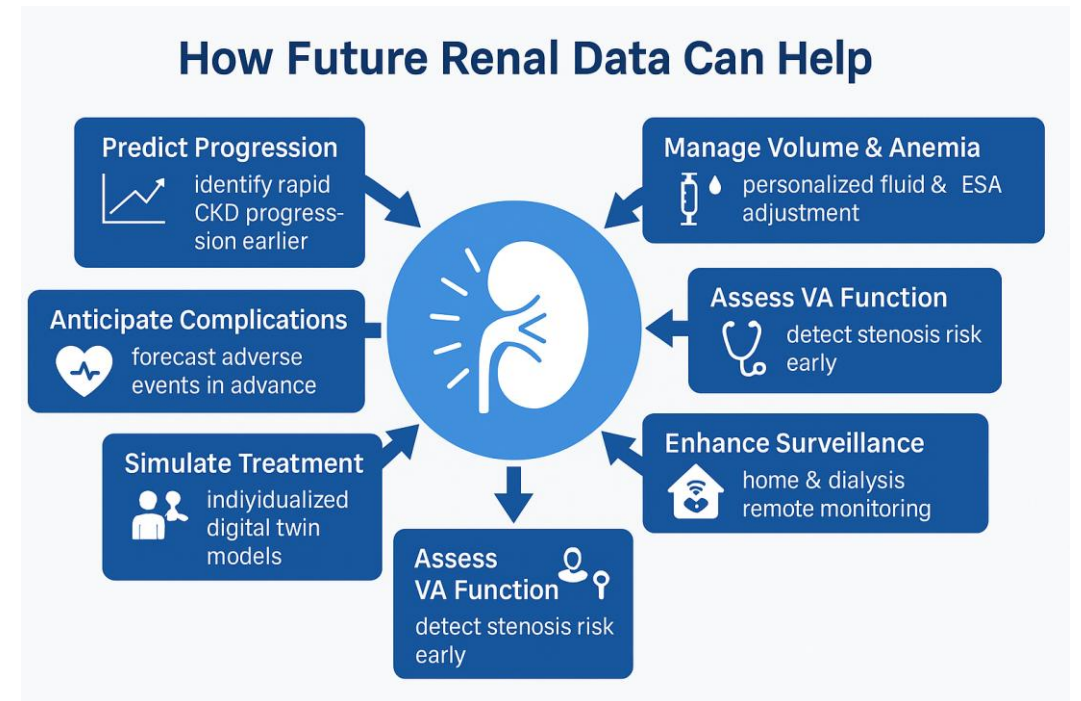 How Future Renal Data Can Help
Predict Progression
identify rapid
CKD progress-
sion earlier
Anticipate Complications
forecast adverse
events in advance
Simulate Treatment
indiyidualized
digital twin
models
Manage Volume & Anemia
personalized fluid & ESA
adjustment
Assess VA Function
detect stenosis risk
early
Enhance Surveillance
home & dialysis
remote monitoring
Assess
VA Function
detect stenosis risk
early